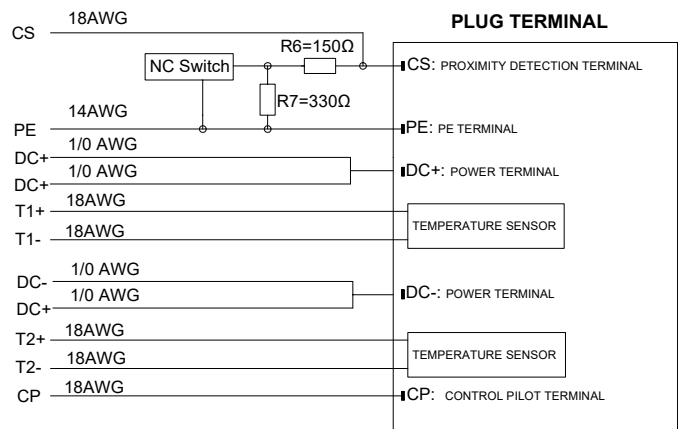 18AWG
PLUG TERMINAL
CS
R6=150Ω
NC Switch
CS: PROXIMITY DETECTION TERMINAL
R7=330Ω
14AWG
PE
PE: PE TERMINAL
1/0 AWG
DC+
1/0 AWG
DC+: POWER TERMINAL
DC+
18AWG
T1+
TEMPERATURE SENSOR
18AWG
T1-
1/0 AWG
DC-
1/0 AWG
DC-: POWER TERMINAL
DC+
18AWG
T2+
18AWG
TEMPERATURE SENSOR
T2-
18AWG
CP
CP: CONTROL PILOT TERMINAL